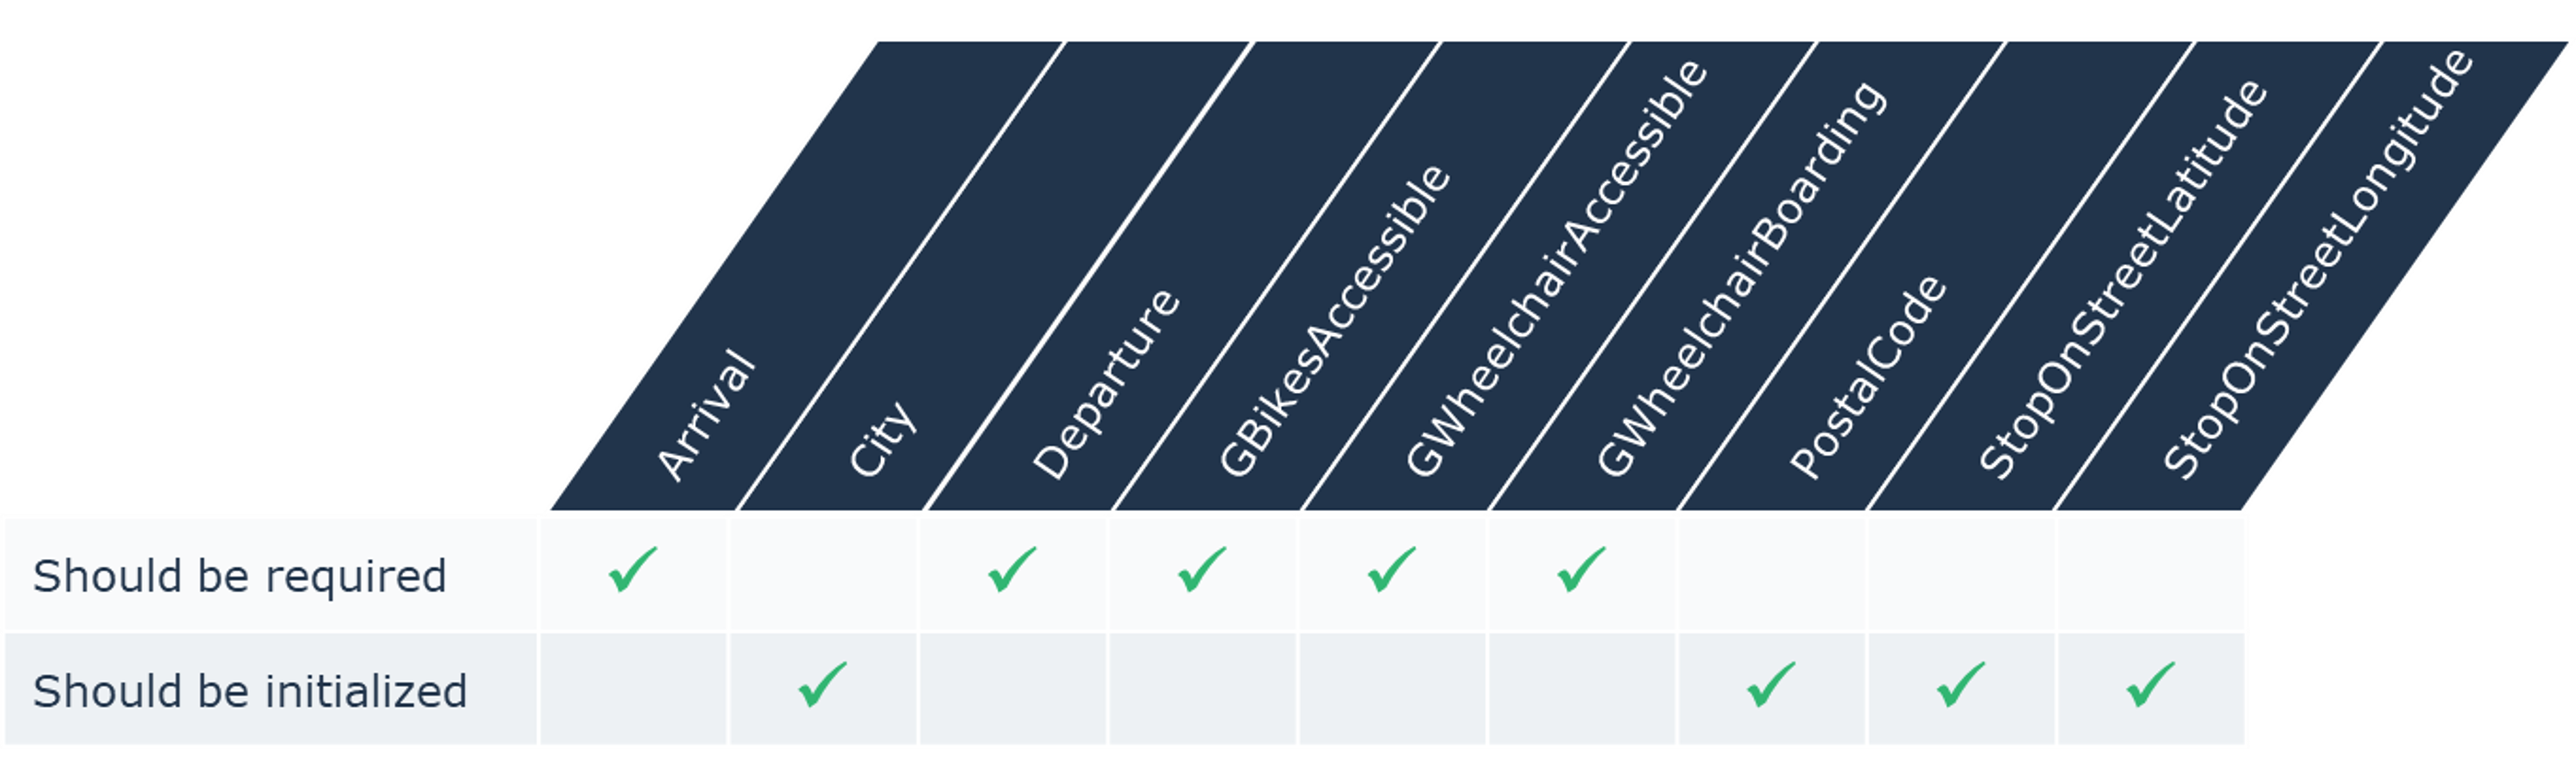 Arrival
City
Departure
GBikesAccessible
GWheelchairAccessible
GWheelchairBoarding
PostalCode
StopOnStreetLatitude
StopOnStreetLongitude
Should be required
Should be initialized